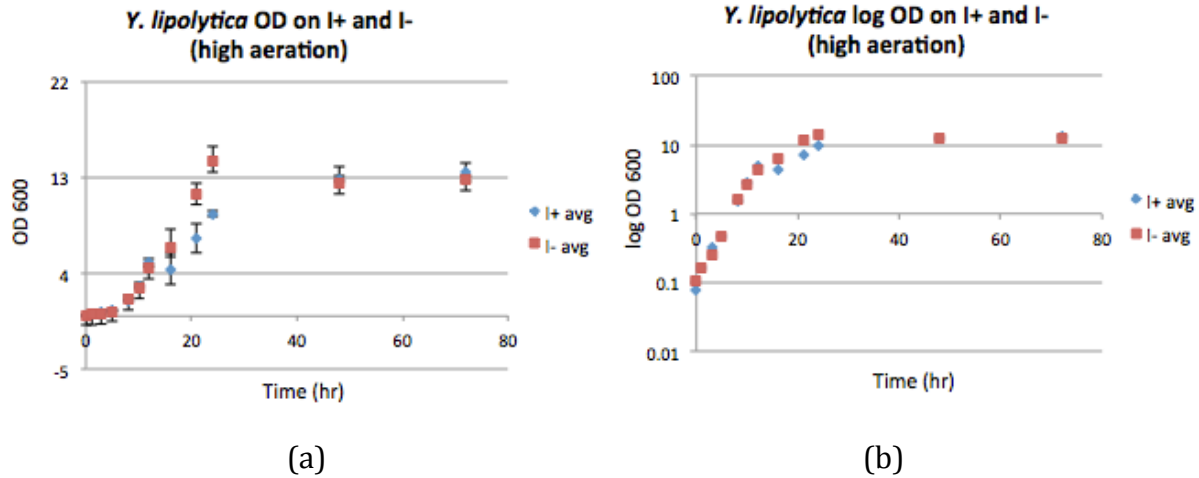 Y. lipolytica OD on I+ and I-
(high aeration)
22
13
4
-5
OD 600
0
20
40
60
80
Time (hr)
I+ avg
I- avg
(a)
Y. lipolytica log OD on I+ and I-
(high aeration)
100
10
1
0.1
0.01
log OD 600
0
20
40
60
80
Time (hr)
I+ avg
I- avg
(b)